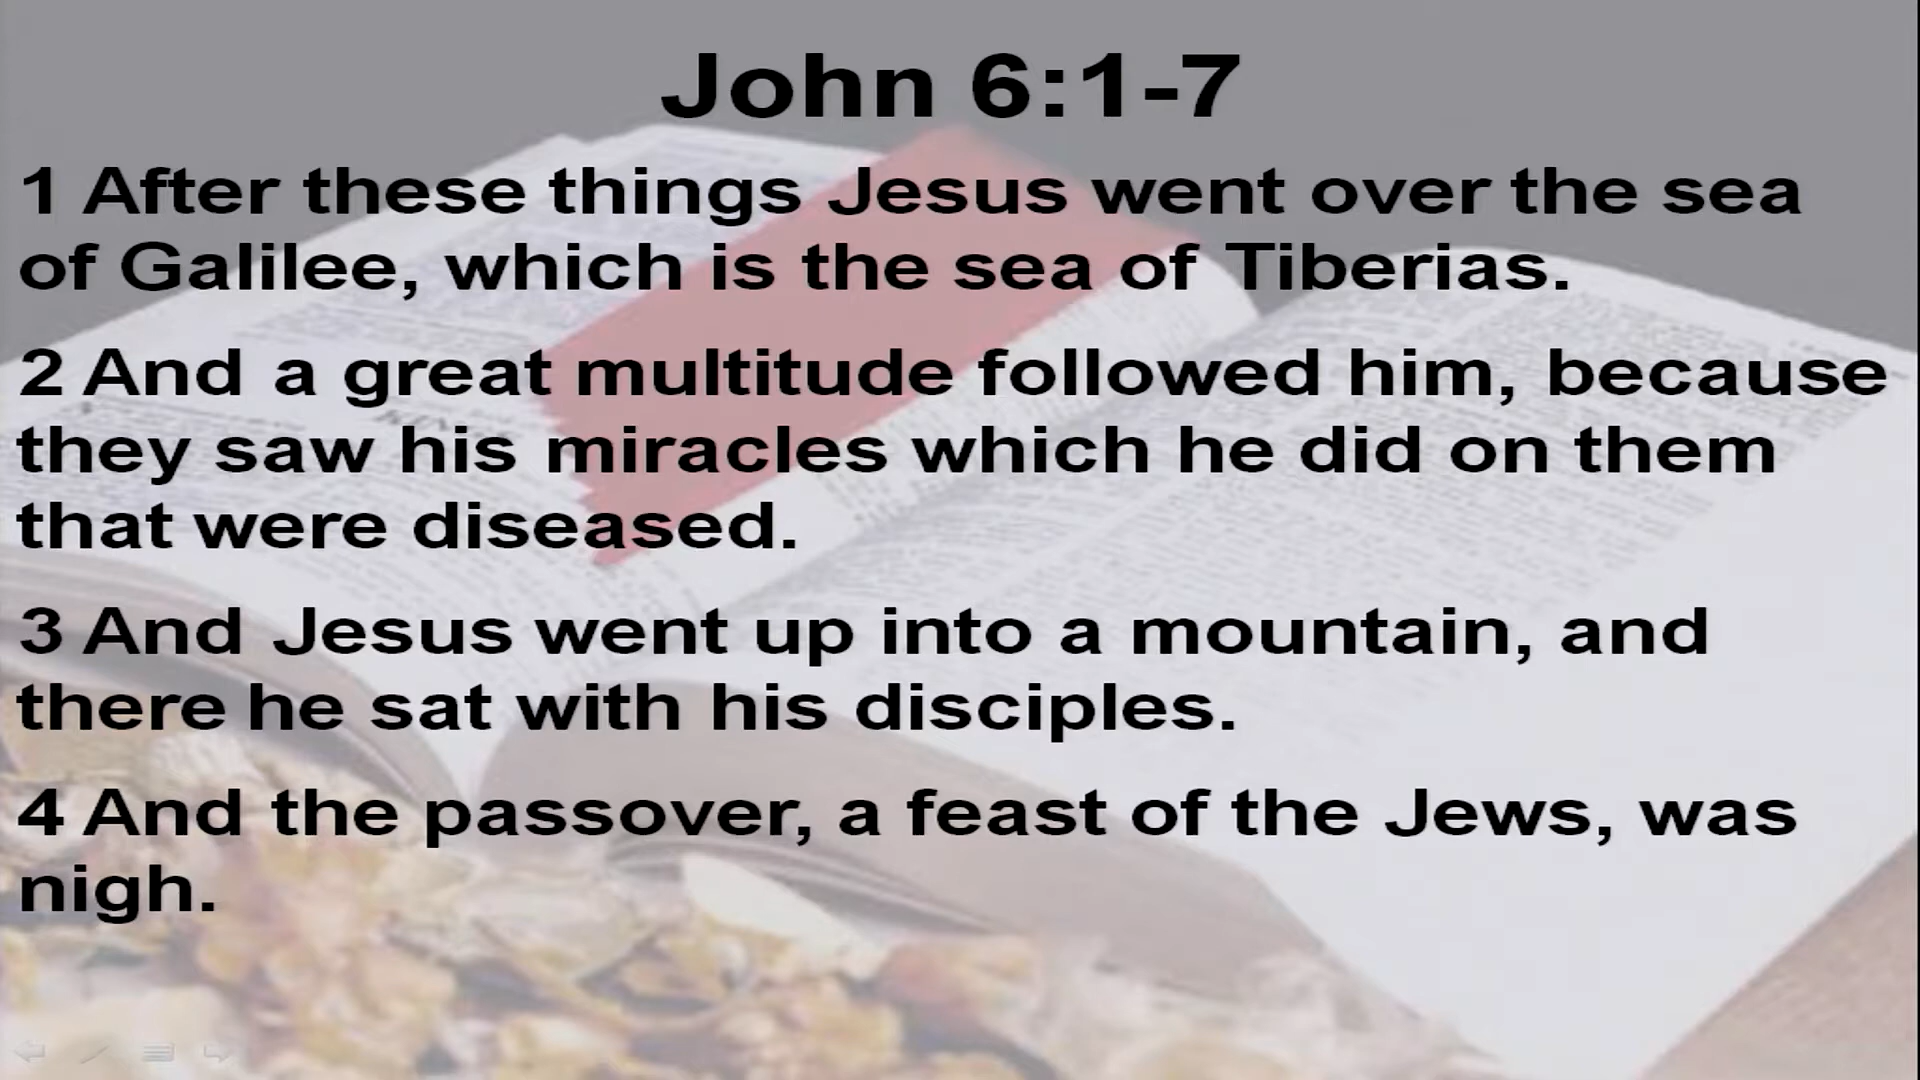 John 6:1-7
1 After these things Jesus went over the sea
of Galilee, which is the sea of Tiberias.
2 And a great multitude followed him, because
they saw his miracles which he did on them
that were diseased.
3 And Jesus went up into a mountain, and
there he sat with his disciples.
4 And the passover, a feast of the Jews, was
nigh.